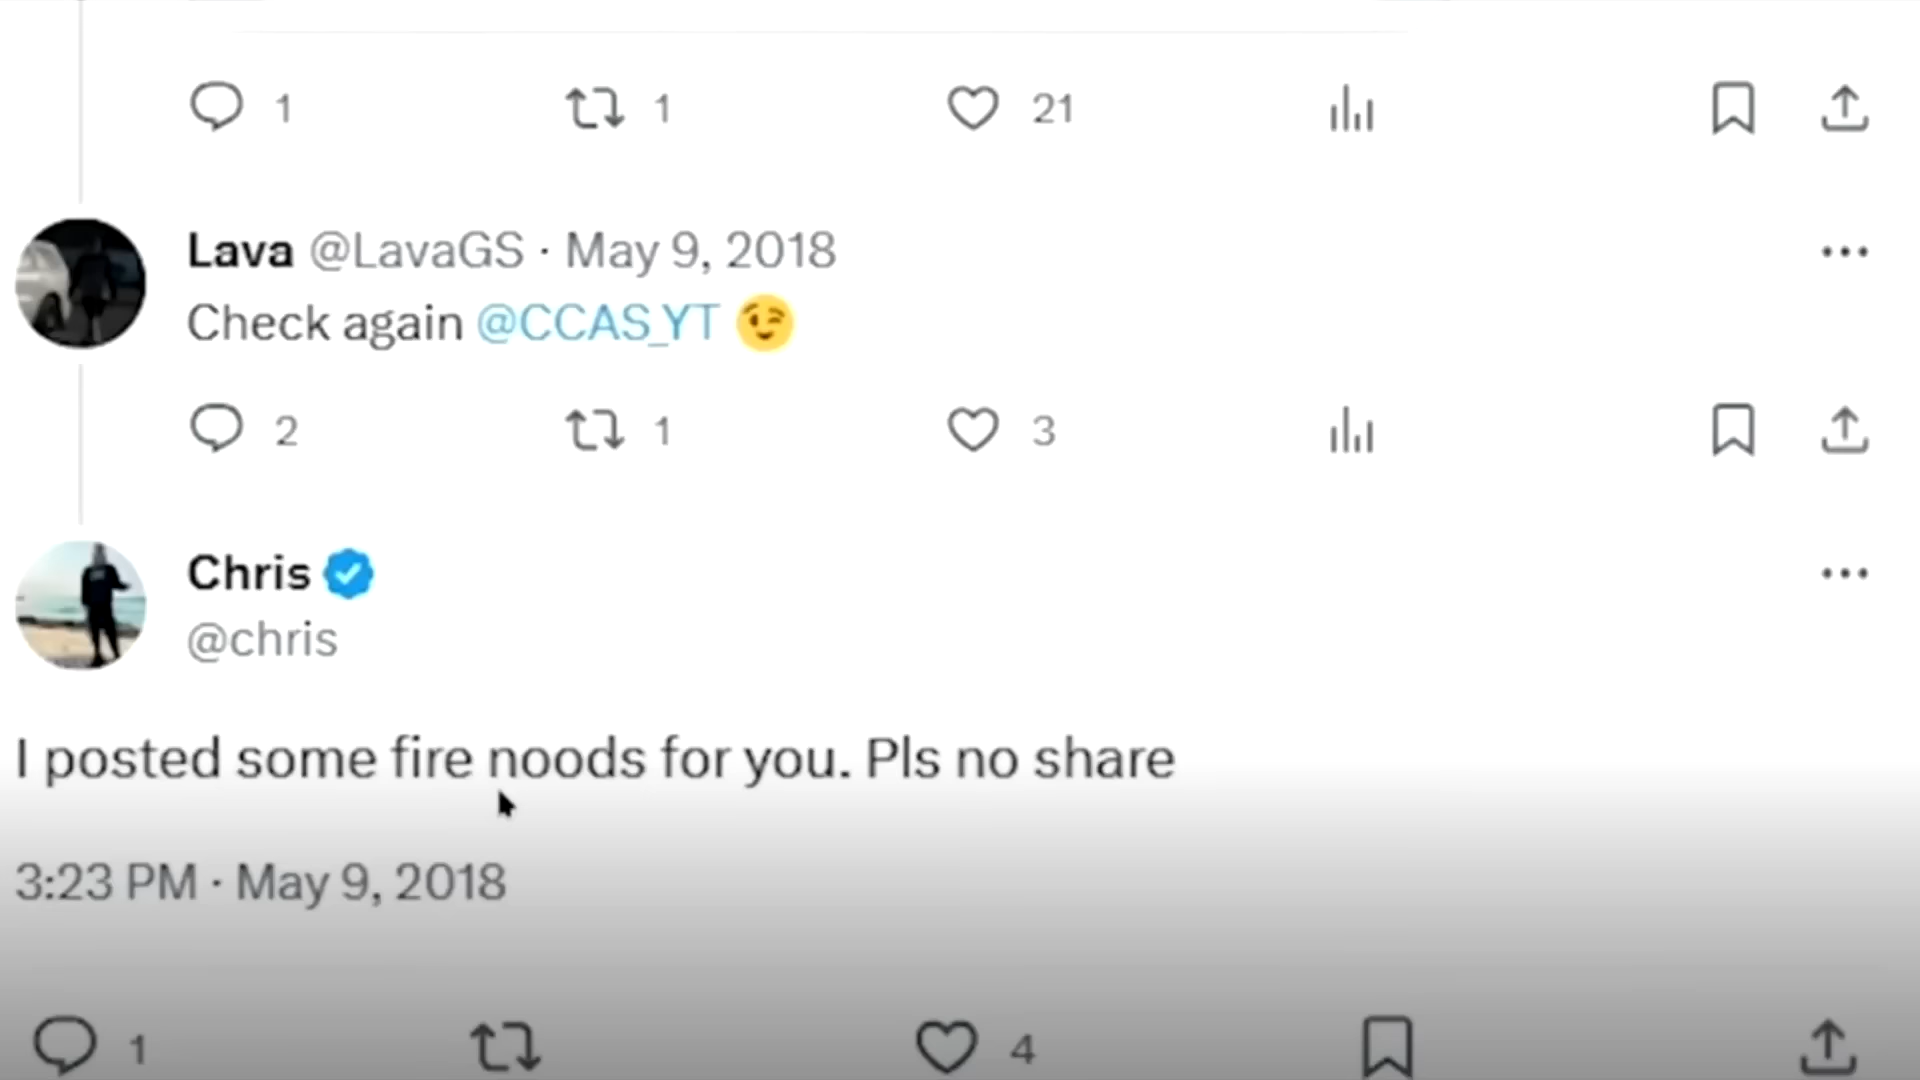 1 1 21
Lava @LavaGS · May 9, 2018
Check again @CCAS_YT 😉
2 1 3
Chris
@chris
I posted some fire noods for you. Pls no share
3:23 PM · May 9, 2018
1 4